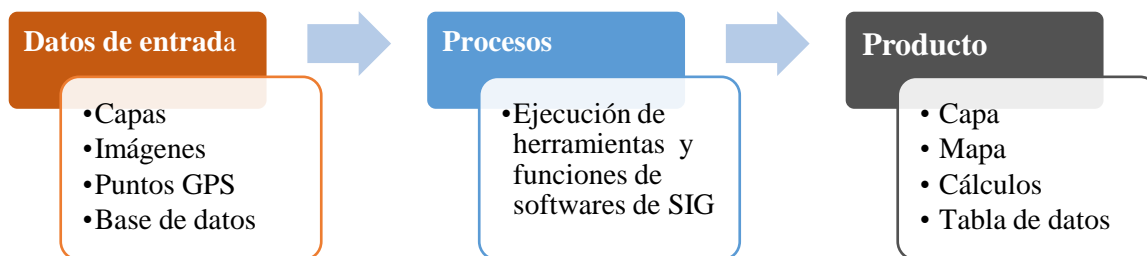 Datos de entrada
•Capas
•Imágenes
•Puntos GPS
•Base de datos
Procesos
•Ejecución de
herramientas y
funciones de
softwares de SIG
Producto
• Capa
• Mapa
• Cálculos
• Tabla de datos